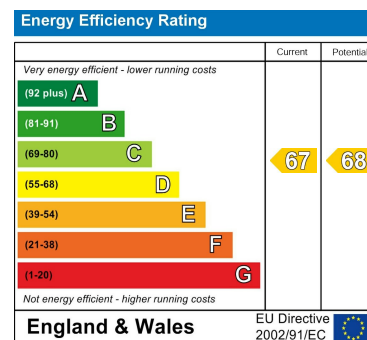 Energy Efficiency Rating
Current Potential
Very energy efficient - lower running costs
(92 plus) A
(81-91) B
(69-80) C
(55-68) D
(39-54) E
(21-38) F
(1-20) G
67 68
Not energy efficient - higher running costs
England & Wales
EU Directive
2002/91/EC